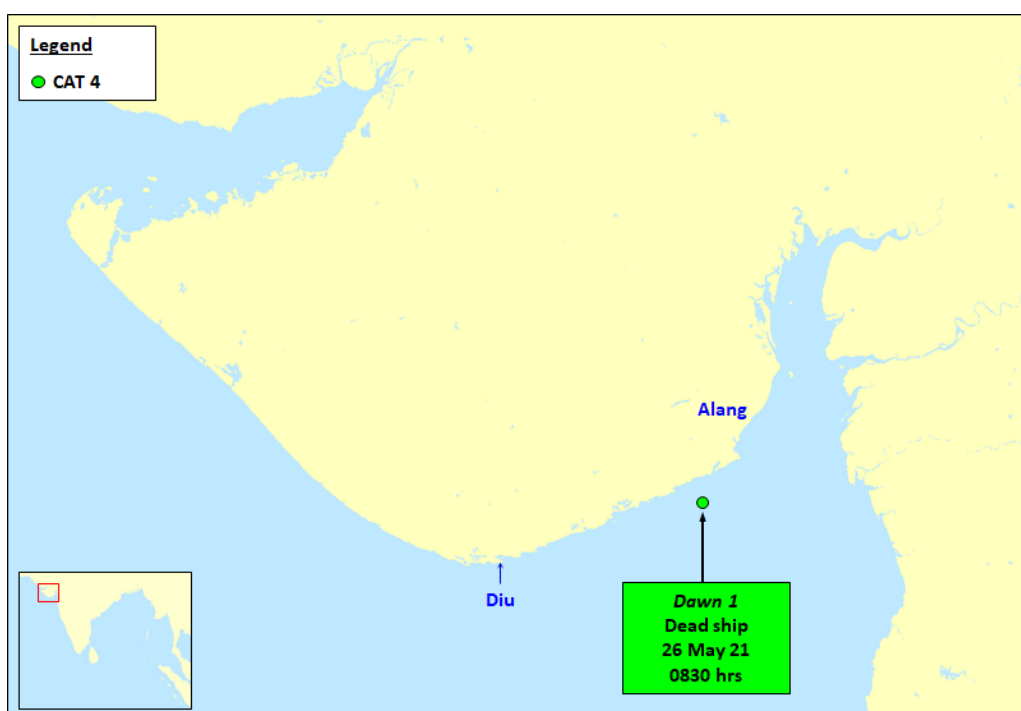 Legend
CAT 4
Alang
Diu
Dawn 1
Dead ship
26 May 21
0830 hrs